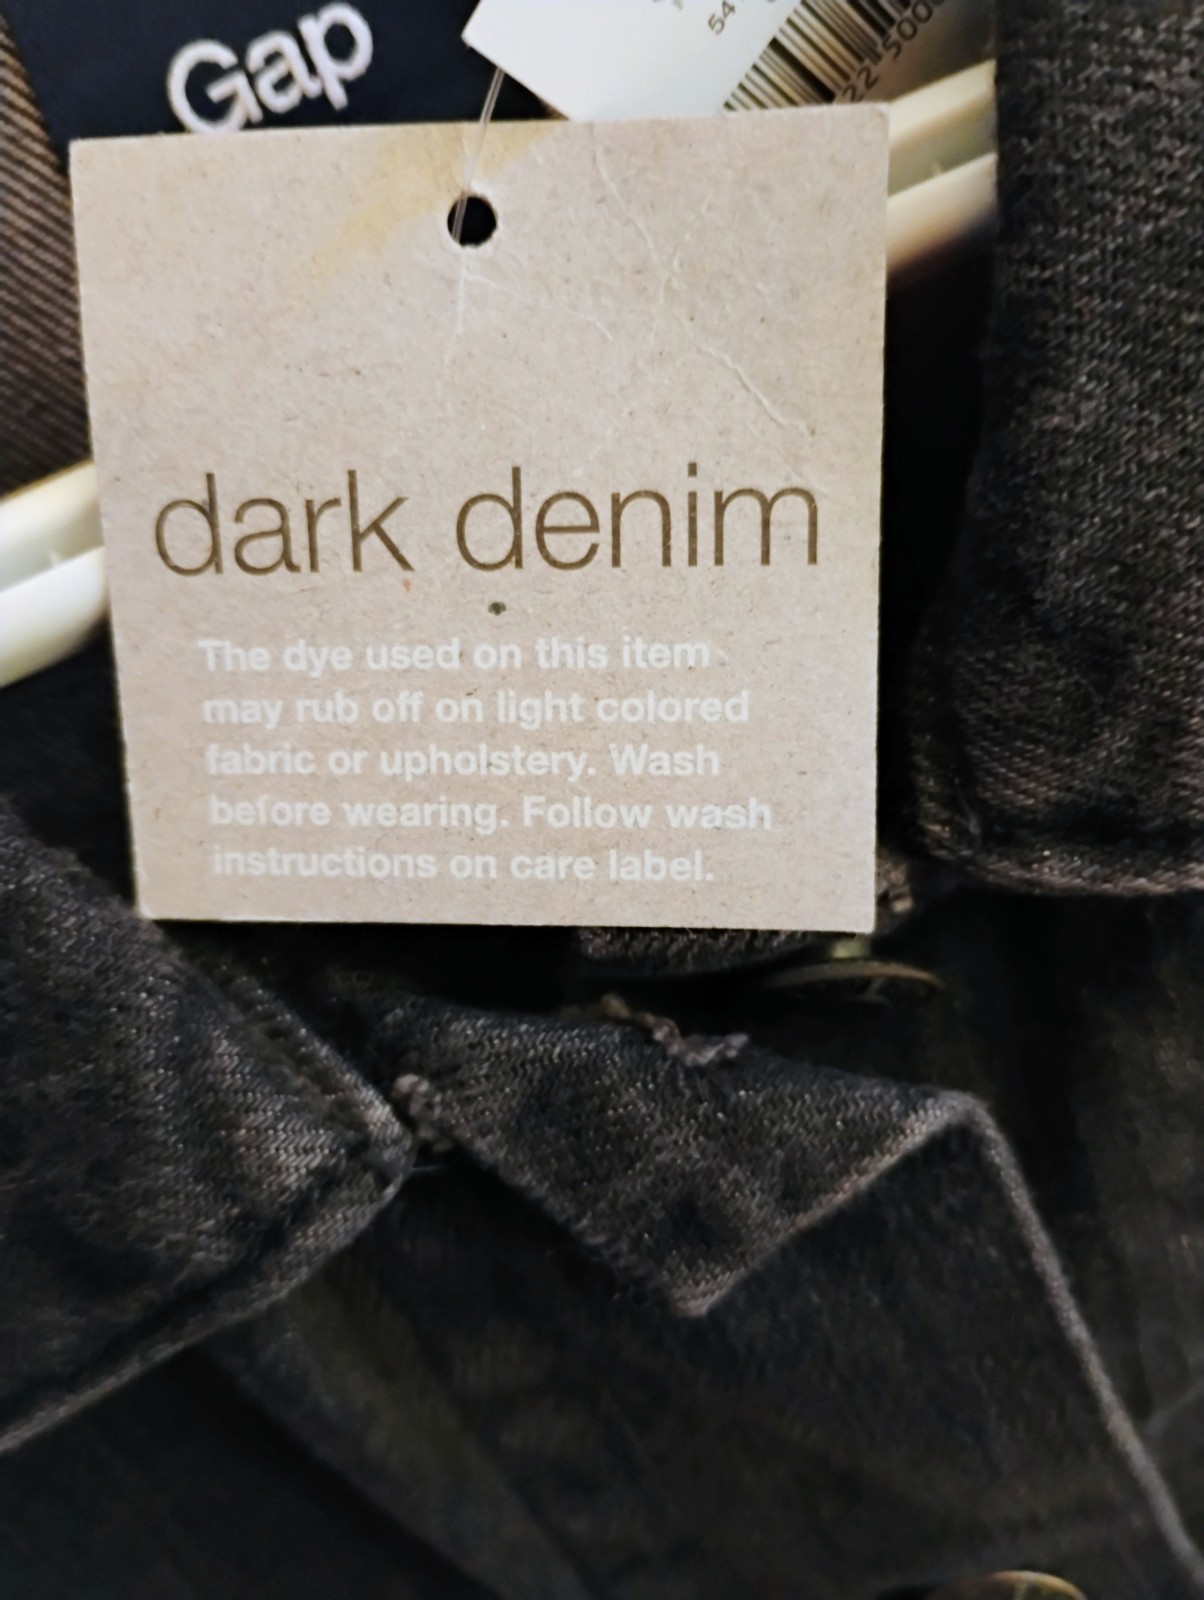 Gap
dark denim
The dye used on this item
may rub off on light colored
fabric or upholstery. Wash
before wearing. Follow wash
instructions on care label.